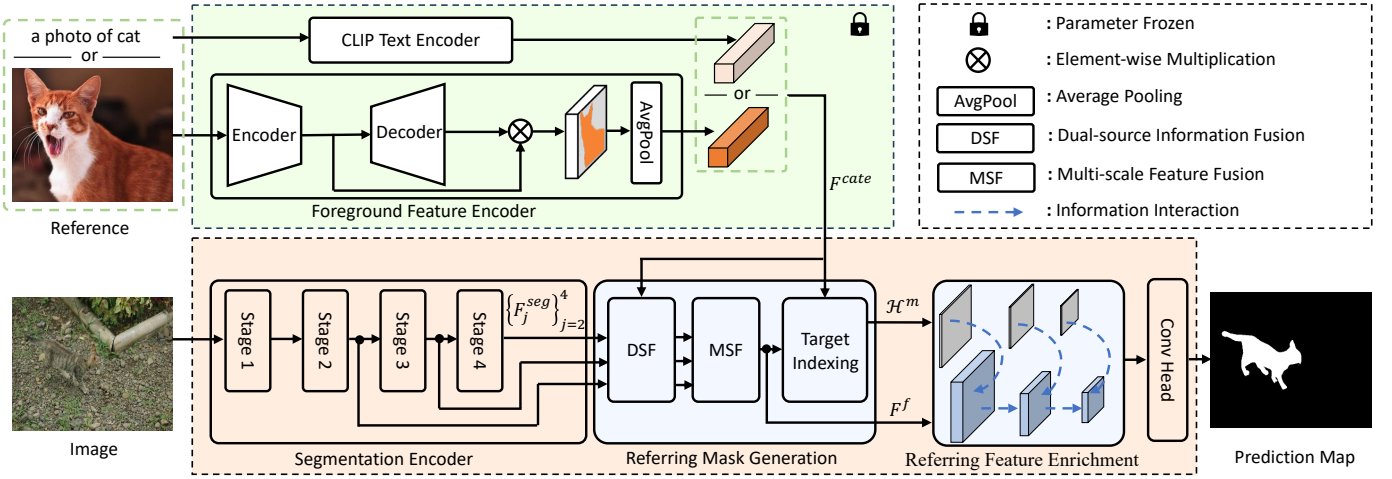 a photo of cat
or
Reference
CLIP Text Encoder
Encoder
Decoder
AvgPool
Foreground Feature Encoder
or
F^{cate}
: Parameter Frozen
: Element-wise Multiplication
AvgPool : Average Pooling
DSF : Dual-source Information Fusion
MSF : Multi-scale Feature Fusion
: Information Interaction
Image
Stage 1
Stage 2
Stage 3
Stage 4
{F_j^{seg}}_{j=2}^4
Segmentation Encoder
DSF
MSF
Target
Indexing
Referring Mask Generation
ℋ^m
F^f
Referring Feature Enrichment
Conv Head
Prediction Map